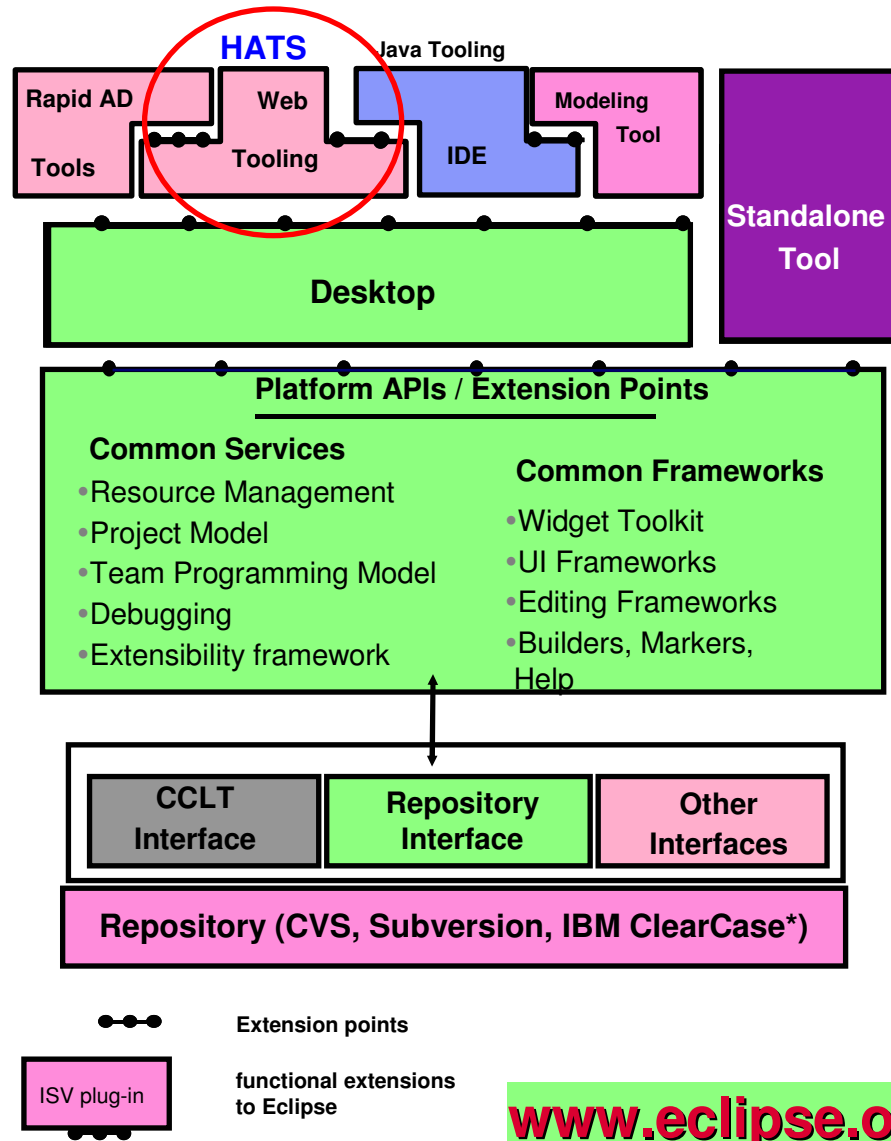 HATS
Java Tooling
Rapid AD
Tools
Web
Tooling
IDE
Modeling
Tool
Standalone
Tool
Desktop
Platform APIs / Extension Points
Common Services
•Resource Management
•Project Model
•Team Programming Model
•Debugging
•Extensibility framework
Common Frameworks
•Widget Toolkit
•UI Frameworks
•Editing Frameworks
•Builders, Markers,
Help
CCLT
Interface
Repository
Interface
Other
Interfaces
Repository (CVS, Subversion, IBM ClearCase*)
Extension points
ISV plug-in
functional extensions
to Eclipse
www.eclipse.o